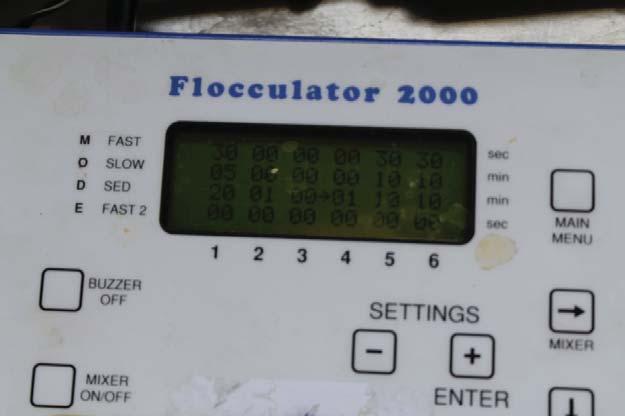 Flocculator 2000
M FAST 30 00 00 00 30 30 sec
O SLOW 05 00 00 00 10 10 min
D SED 20 01 00→01 10 10 min
E FAST 2 00 00 00 00 00 00 sec
1 2 3 4 5 6
MAIN
MENU
BUZZER
OFF
SETTINGS
- +
→
MIXER
MIXER
ON/OFF
ENTER
↓